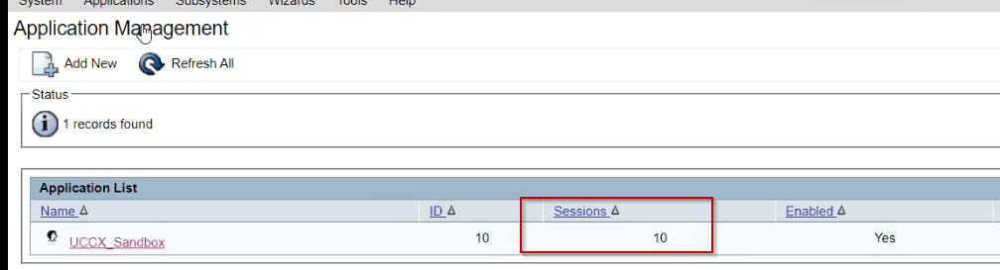 System Applications Subsystems Wizards Tools Help
Application Management
Add New Refresh All
Status
1 records found
Application List
Name ID Sessions Enabled
UCCX_Sandbox 10 10 Yes